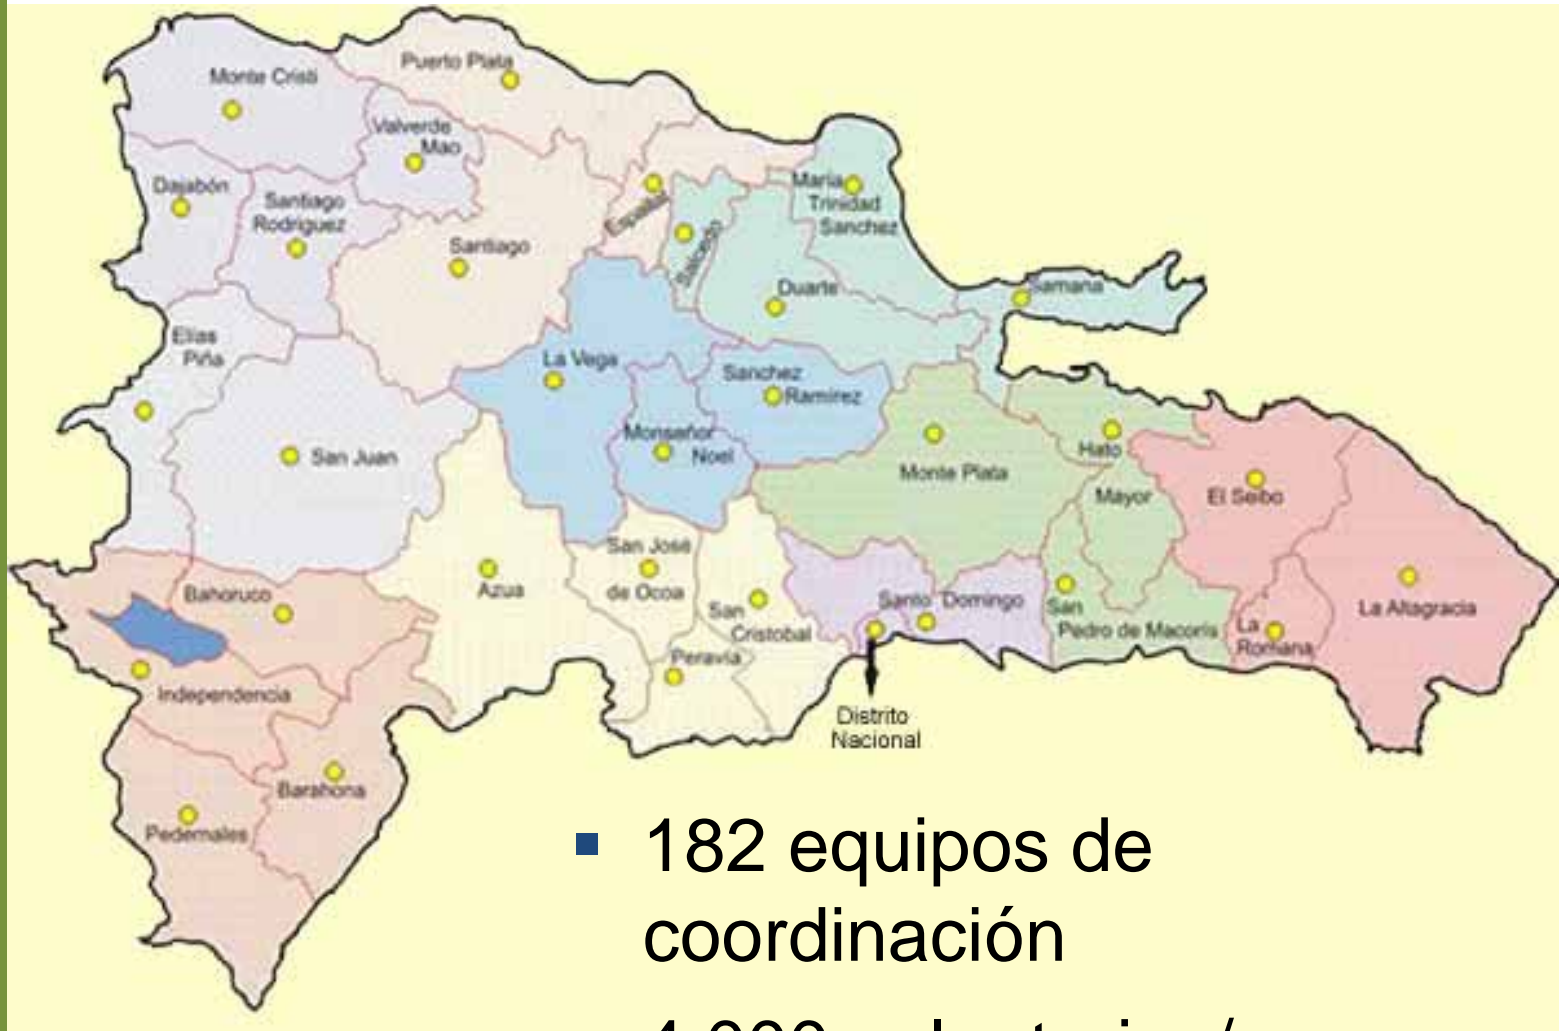 Puerto Plata
Monte Cristi
Valverde
Mao
Dajabón
Santiago
Rodriguez
Santiago
Espaillat
Salcedo
Maria
Trinidad
Sanchez
Duarte
Samana
Elias
Piña
La Vega
Sanchez
Ramirez
Monseñor
Noel
San Juan
Monte Plata
Hato
Mayor
El Seibo
La Altagracia
San José
de Ocoa
Azua
Bahoruco
San
Cristobal
Santo Domingo
San
Pedro de Macorís
La
Romana
Peravia
Independencia
Distrito
Nacional
Barahona
Pedernales
▪ 182 equipos de
coordinación